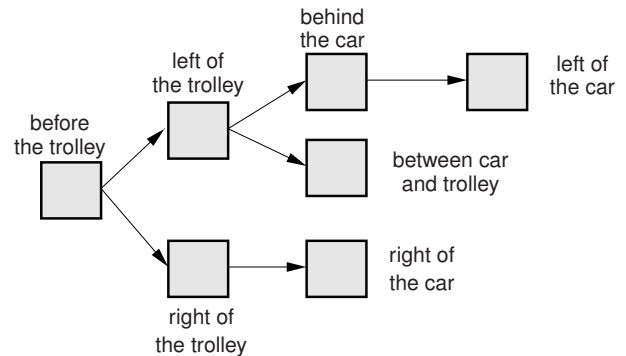 before
the trolley
left of
the trolley
behind
the car
left of
the car
between car
and trolley
right of
the trolley
right of
the car